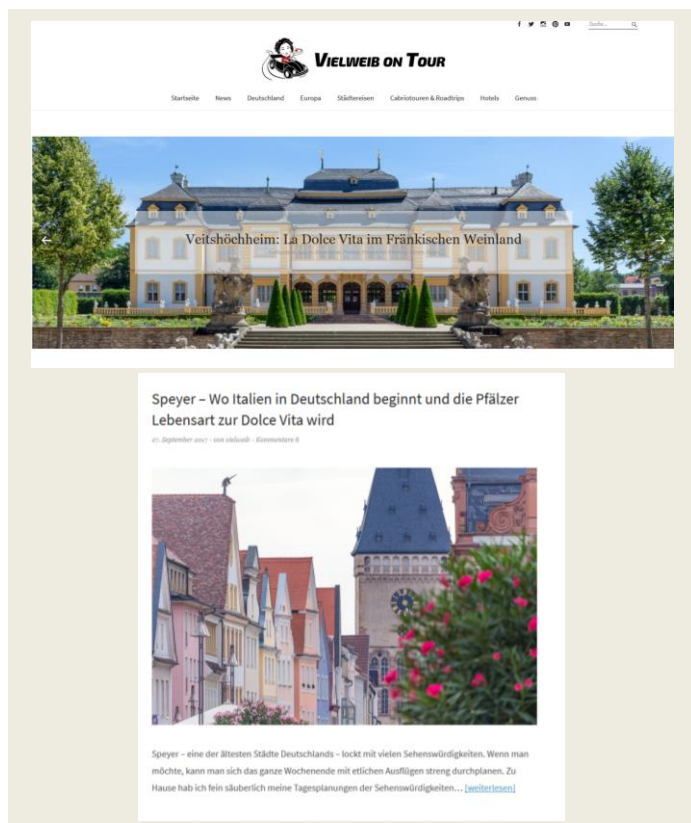 Suche...
VIELWEIB ON TOUR
Startseite News Deutschland Europa Städtereisen Cabriotouren & Roadtrips Hotels Genuss
Veitshöchheim: La Dolce Vita im Fränkischen Weinland
Speyer – Wo Italien in Deutschland beginnt und die Pfälzer
Lebensart zur Dolce Vita wird
27. September 2017 - von vielweib - Kommentare 6
Speyer – eine der ältesten Städte Deutschlands – lockt mit vielen Sehenswürdigkeiten. Wenn man
möchte, kann man sich das ganze Wochenende mit etlichen Ausflügen streng durchplanen. Zu
Hause hab ich fein säuberlich meine Tagesplanungen der Sehenswürdigkeiten… [weiterlesen]